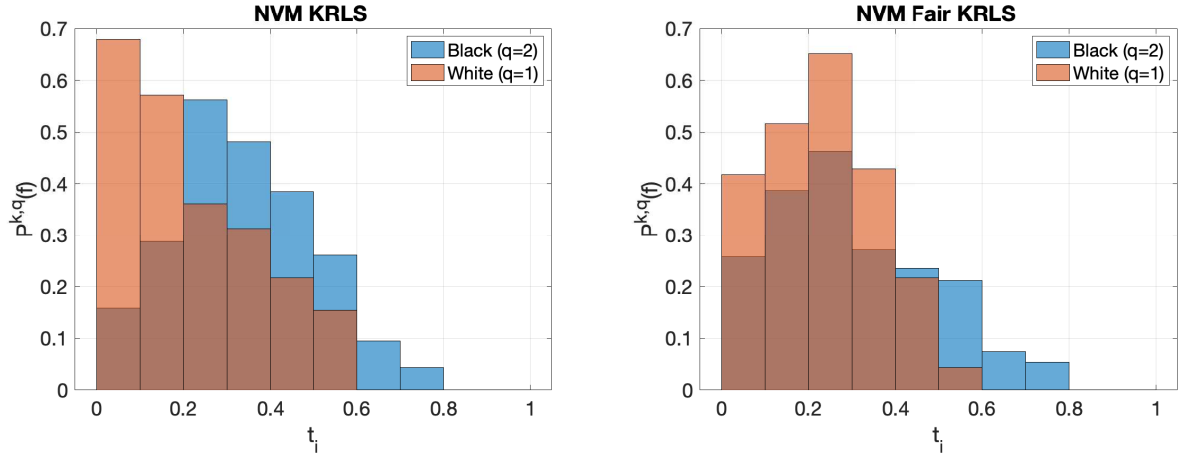 NVM KRLS
0.7
0.6
0.5
0.4
0.3
0.2
0.1
0
P^{k,q}(f)
Black (q=2)
White (q=1)
0 0.2 0.4 0.6 0.8 1
t_i
NVM Fair KRLS
0.7
0.6
0.5
0.4
0.3
0.2
0.1
0
P^{k,q}(f)
Black (q=2)
White (q=1)
0 0.2 0.4 0.6 0.8 1
t_i